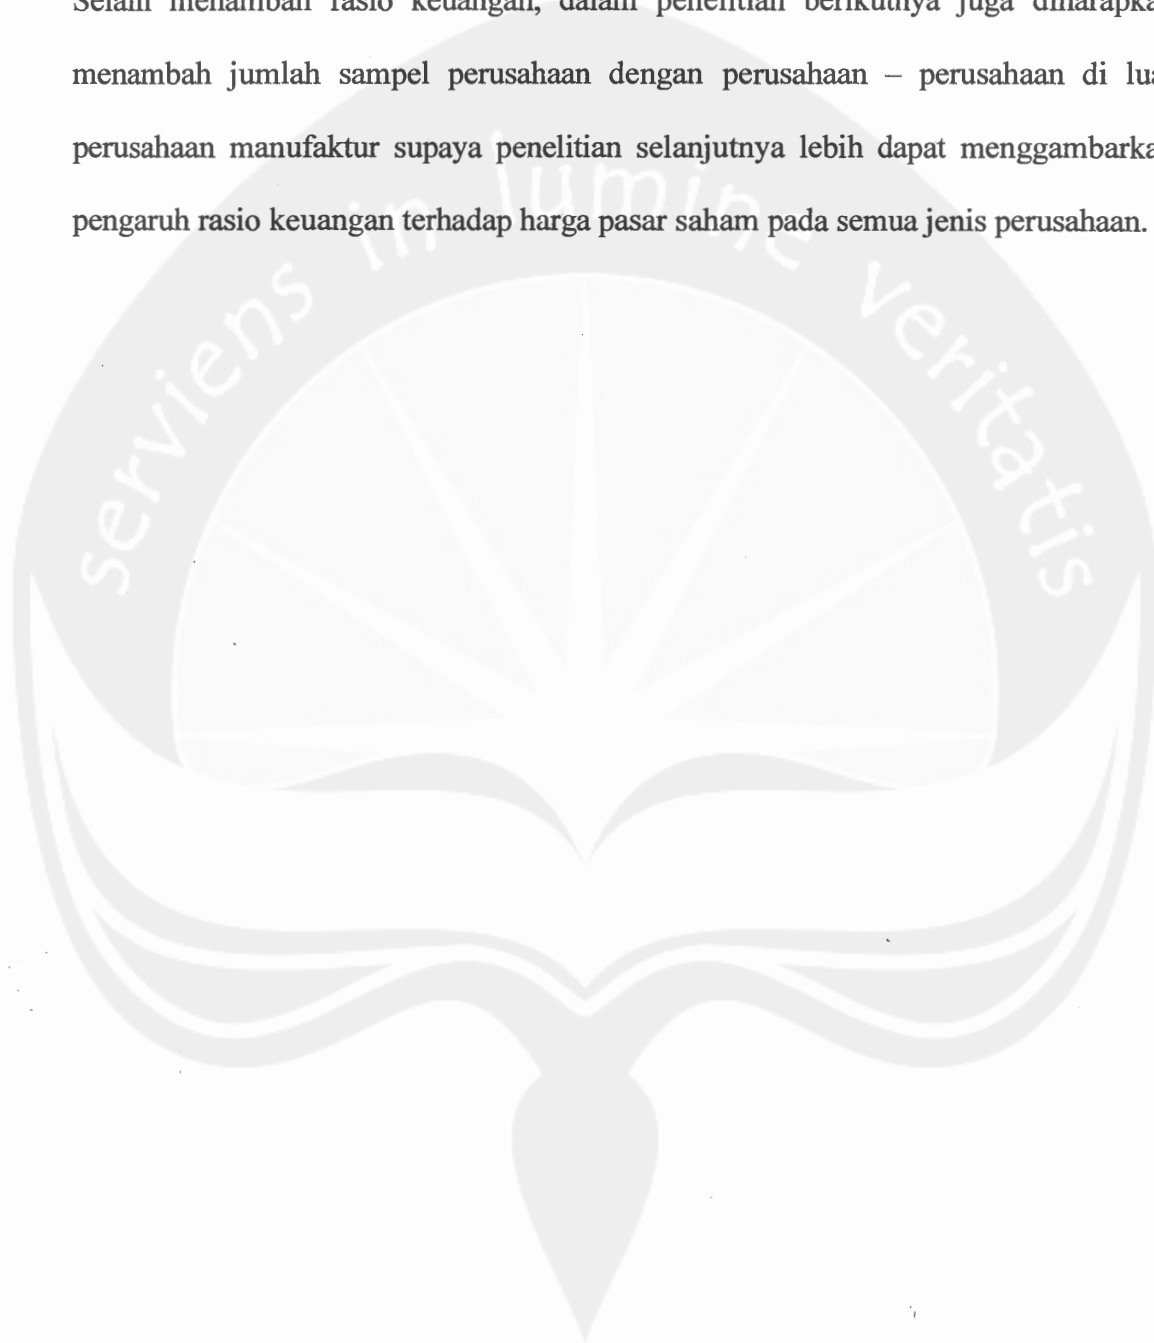 Selain menambah rasio keuangan, dalam penelitian berikutnya juga diharapka
menambah jumlah sampel perusahaan dengan perusahaan – perusahaan di lua
perusahaan manufaktur supaya penelitian selanjutnya lebih dapat menggambarka
pengaruh rasio keuangan terhadap harga pasar saham pada semua jenis perusahaan.
serviens in lumine veritatis